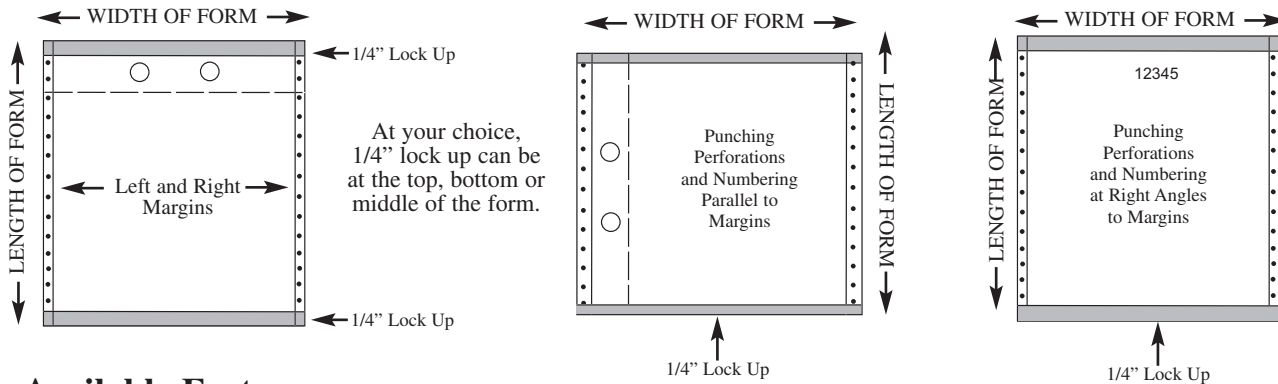 WIDTH OF FORM
LENGTH OF FORM
1/4” Lock Up
Left and Right
Margins
1/4” Lock Up
At your choice,
1/4” lock up can be
at the top, bottom or
middle of the form.
WIDTH OF FORM
LENGTH OF FORM
Punching
Perforations
and Numbering
Parallel to
Margins
1/4” Lock Up
WIDTH OF FORM
LENGTH OF FORM
12345
Punching
Perforations
and Numbering
at Right Angles
to Margins
1/4” Lock Up